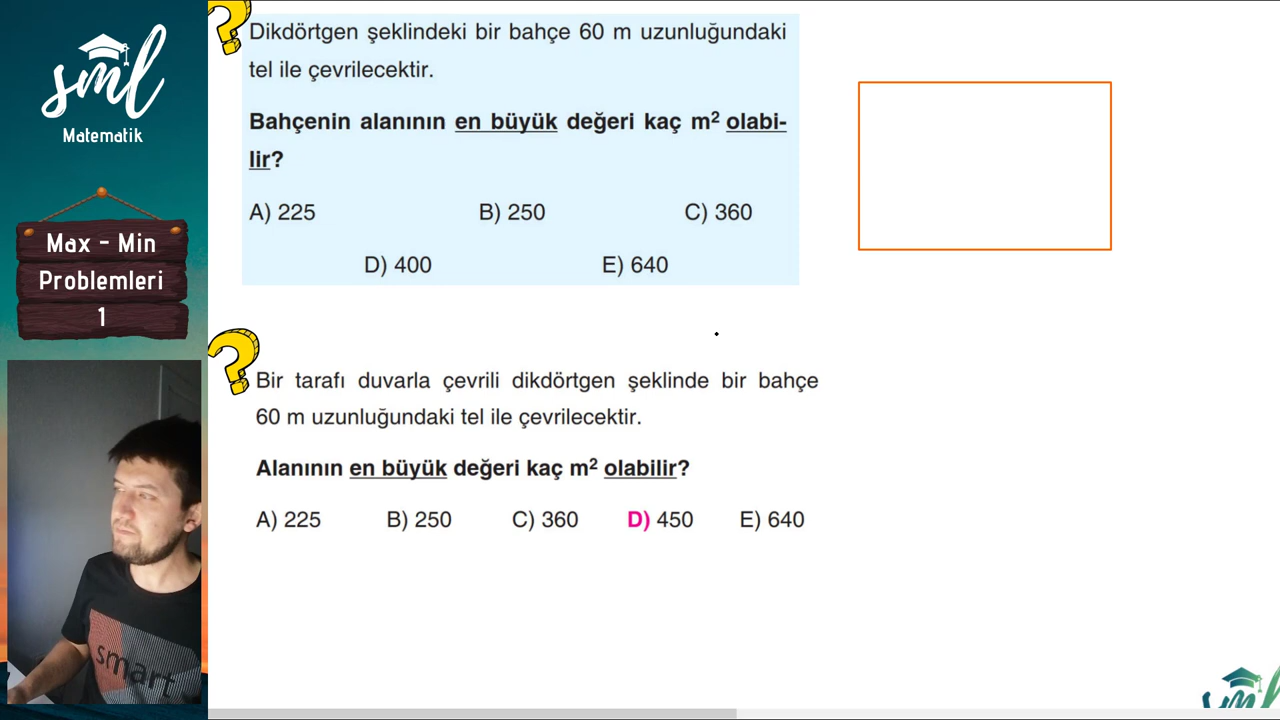 sml
Matematik
Max - Min
Problemleri
1
Dikdörtgen şeklindeki bir bahçe 60 m uzunluğundaki
tel ile çevrilecektir.
Bahçenin alanının en büyük değeri kaç m² olabi-
lir?
A) 225 B) 250 C) 360
D) 400 E) 640
Bir tarafı duvarla çevrili dikdörtgen şeklinde bir bahçe
60 m uzunluğundaki tel ile çevrilecektir.
Alanının en büyük değeri kaç m² olabilir?
A) 225 B) 250 C) 360 D) 450 E) 640
smart